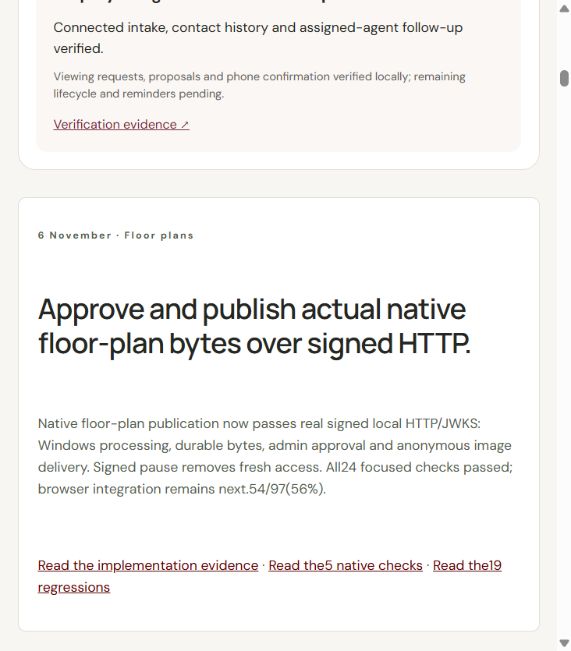 Connected intake, contact history and assigned-agent follow-up
verified.
Viewing requests, proposals and phone confirmation verified locally; remaining
lifecycle and reminders pending.
Verification evidence ↗
6 November · Floor plans
Approve and publish actual native
floor-plan bytes over signed HTTP.
Native floor-plan publication now passes real signed local HTTP/JWKS:
Windows processing, durable bytes, admin approval and anonymous image
delivery. Signed pause removes fresh access. All24 focused checks passed;
browser integration remains next.54/97(56%).
Read the implementation evidence · Read the5 native checks · Read the19
regressions